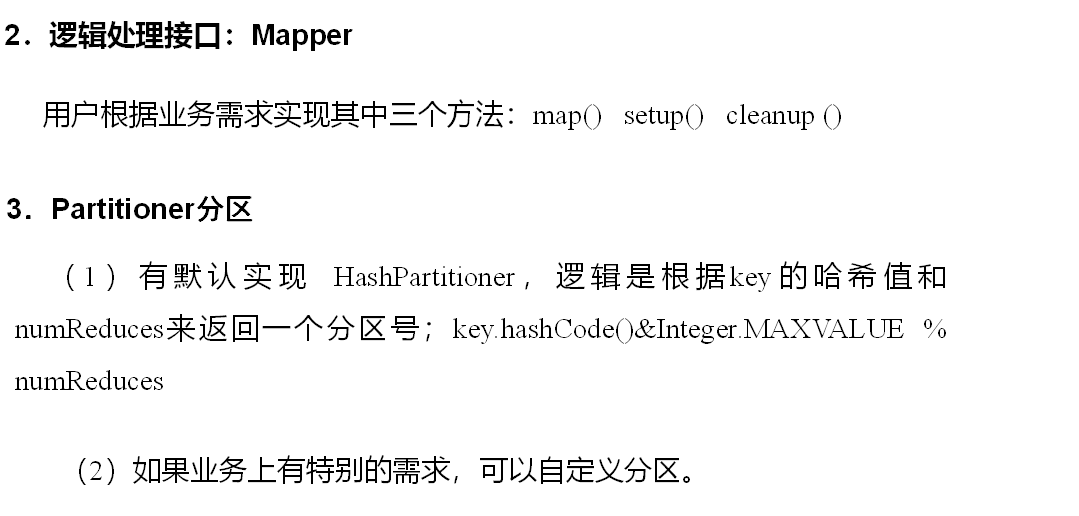 2．逻辑处理接口：Mapper
用户根据业务需求实现其中三个方法：map() setup() cleanup ()
3．Partitioner分区
（1）有默认实现 HashPartitioner，逻辑是根据key的哈希值和
numReduces来返回一个分区号；key.hashCode()&Integer.MAXVALUE %
numReduces
（2）如果业务上有特别的需求，可以自定义分区。